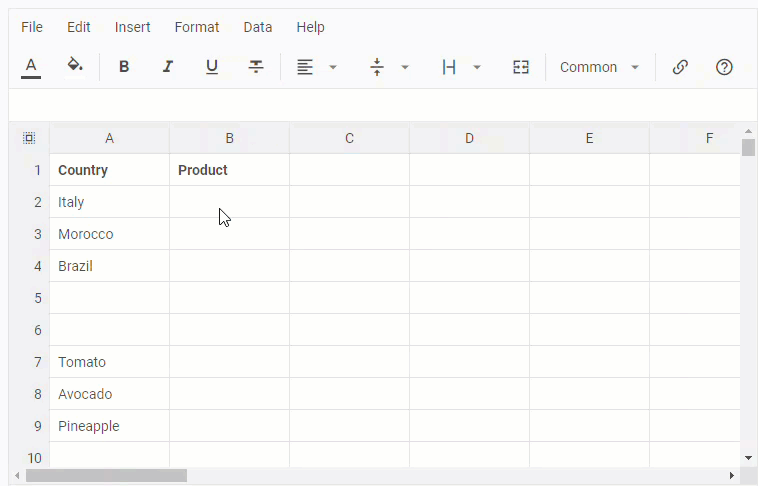 File Edit Insert Format Data Help
A B I U S Common ?
A B C D E F
1 Country Product
2 Italy
3 Morocco
4 Brazil
5
6
7 Tomato
8 Avocado
9 Pineapple
10